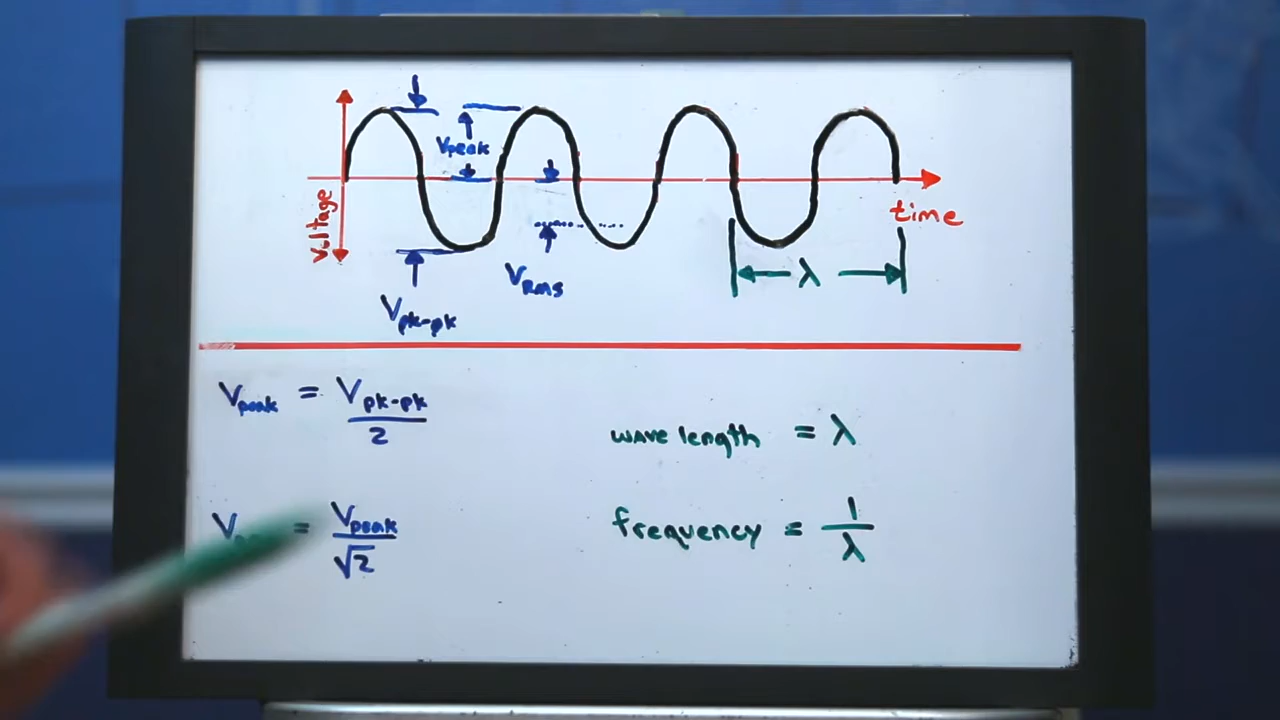 Vpeak
voltage
time
VRMS
λ
Vpk-pk
Vpeak = Vpk-pk / 2
wave length = λ
V = Vpeak / √2
frequency = 1 / λ